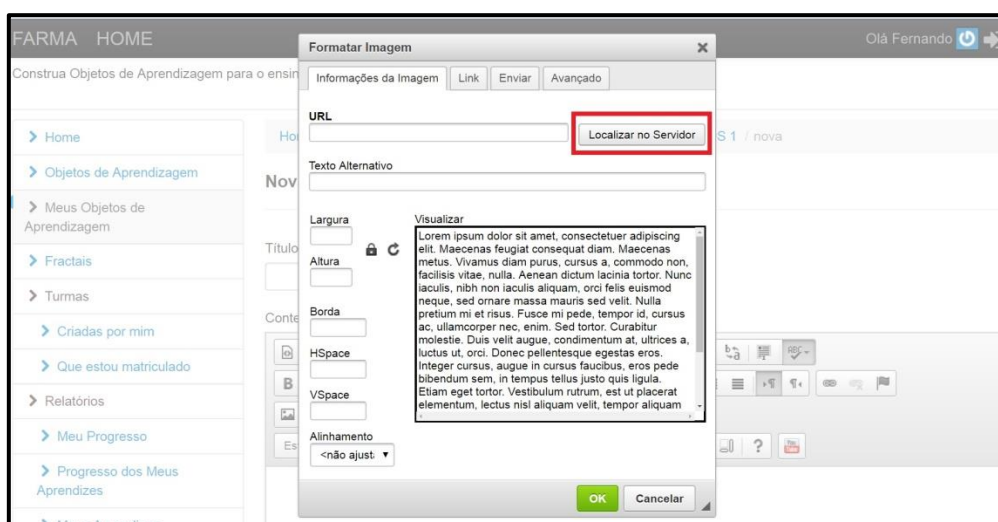 FARMA HOME
Olá Fernando
Construa Objetos de Aprendizagem para o ensin
Home
Objetos de Aprendizagem
Meus Objetos de
Aprendizagem
Fractais
Turmas
Criadas por mim
Que estou matriculado
Relatórios
Meu Progresso
Progresso dos Meus
Aprendizes
S 1 / nova
Título
Formatar Imagem
Informações da Imagem
Link
Enviar
Avançado
URL
Localizar no Servidor
Texto Alternativo
Largura
Altura
Borda
HSpace
VSpace
Alinhamento
<não ajust
Visualizar
Lorem ipsum dolor sit amet, consectetuer adipiscing
elit. Maecenas feugiat consequat diam. Maecenas
metus. Vivamus diam purus, cursus a, commodo non,
facilisis vitae, nulla. Aenean dictum lacinia tortor. Nunc
iaculis, nibh non iaculis aliquam, orci felis euismod
neque, sed ornare massa mauris sed velit. Nulla
pretium mi et risus. Fusce mi pede, tempor id, cursus
ac, ullamcorper nec, enim. Sed tortor. Curabitur
molestie. Duis velit augue, condimentum at, ultrices a,
luctus ut, orci. Donec pellentesque egestas eros.
Integer cursus, augue in cursus faucibus, eros pede
bibendum sem, in tempus tellus justo quis ligula.
Etiam eget tortor. Vestibulum rutrum, est ut placerat
elementum, lectus nisl aliquam velit, tempor aliquam
OK
Cancelar